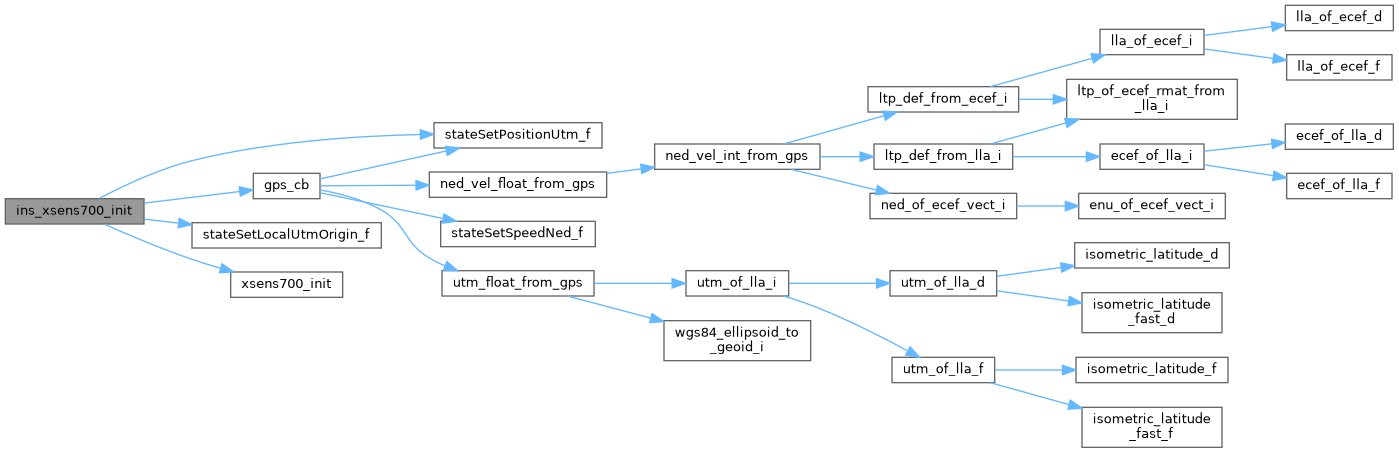 ins_xsens700_init
stateSetPositionUtm_f
gps_cb
stateSetLocalUtmOrigin_f
xsens700_init
ned_vel_float_from_gps
stateSetSpeedNed_f
utm_float_from_gps
ned_vel_int_from_gps
utm_of_lla_i
wgs84_ellipsoid_to
_geoid_i
ltp_def_from_ecef_i
ltp_def_from_lla_i
ned_of_ecef_vect_i
utm_of_lla_d
utm_of_lla_f
lla_of_ecef_i
ltp_of_ecef_rmat_from
_lla_i
ecef_of_lla_i
enu_of_ecef_vect_i
isometric_latitude_d
isometric_latitude
_fast_d
isometric_latitude_f
isometric_latitude
_fast_f
lla_of_ecef_d
lla_of_ecef_f
ecef_of_lla_d
ecef_of_lla_f